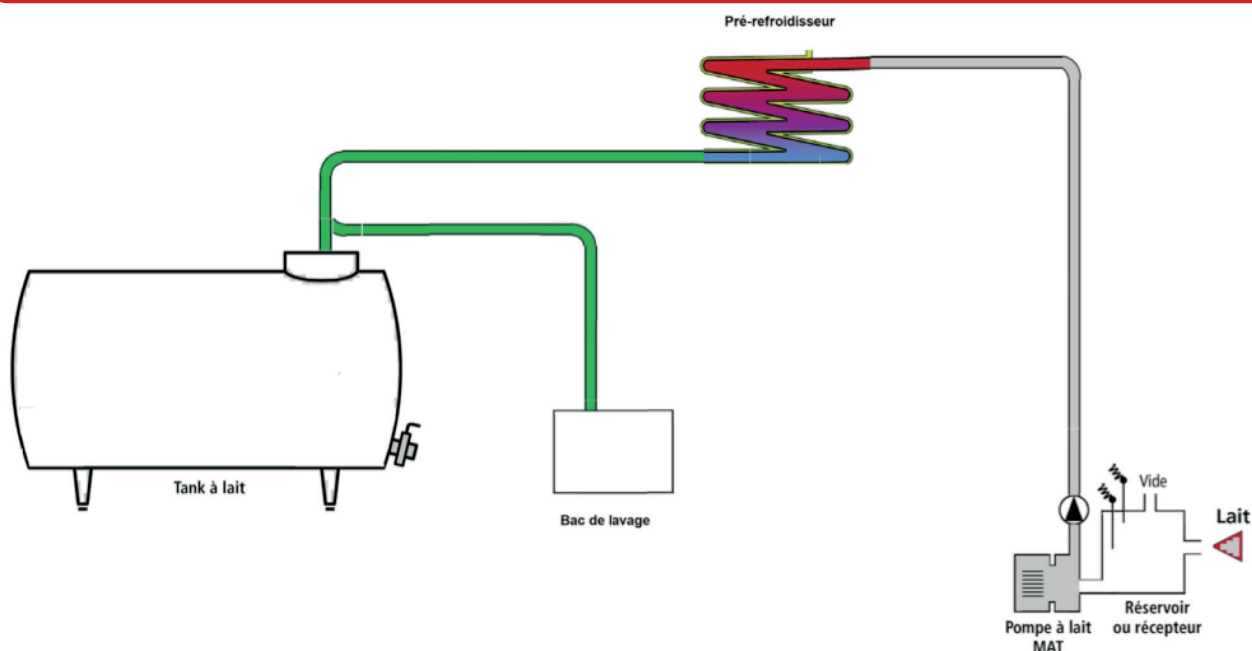 Pré-refroidisseur
Tank à lait
Bac de lavage
Vide
Lait
Réservoir
ou récepteur
Pompe à lait
MAT